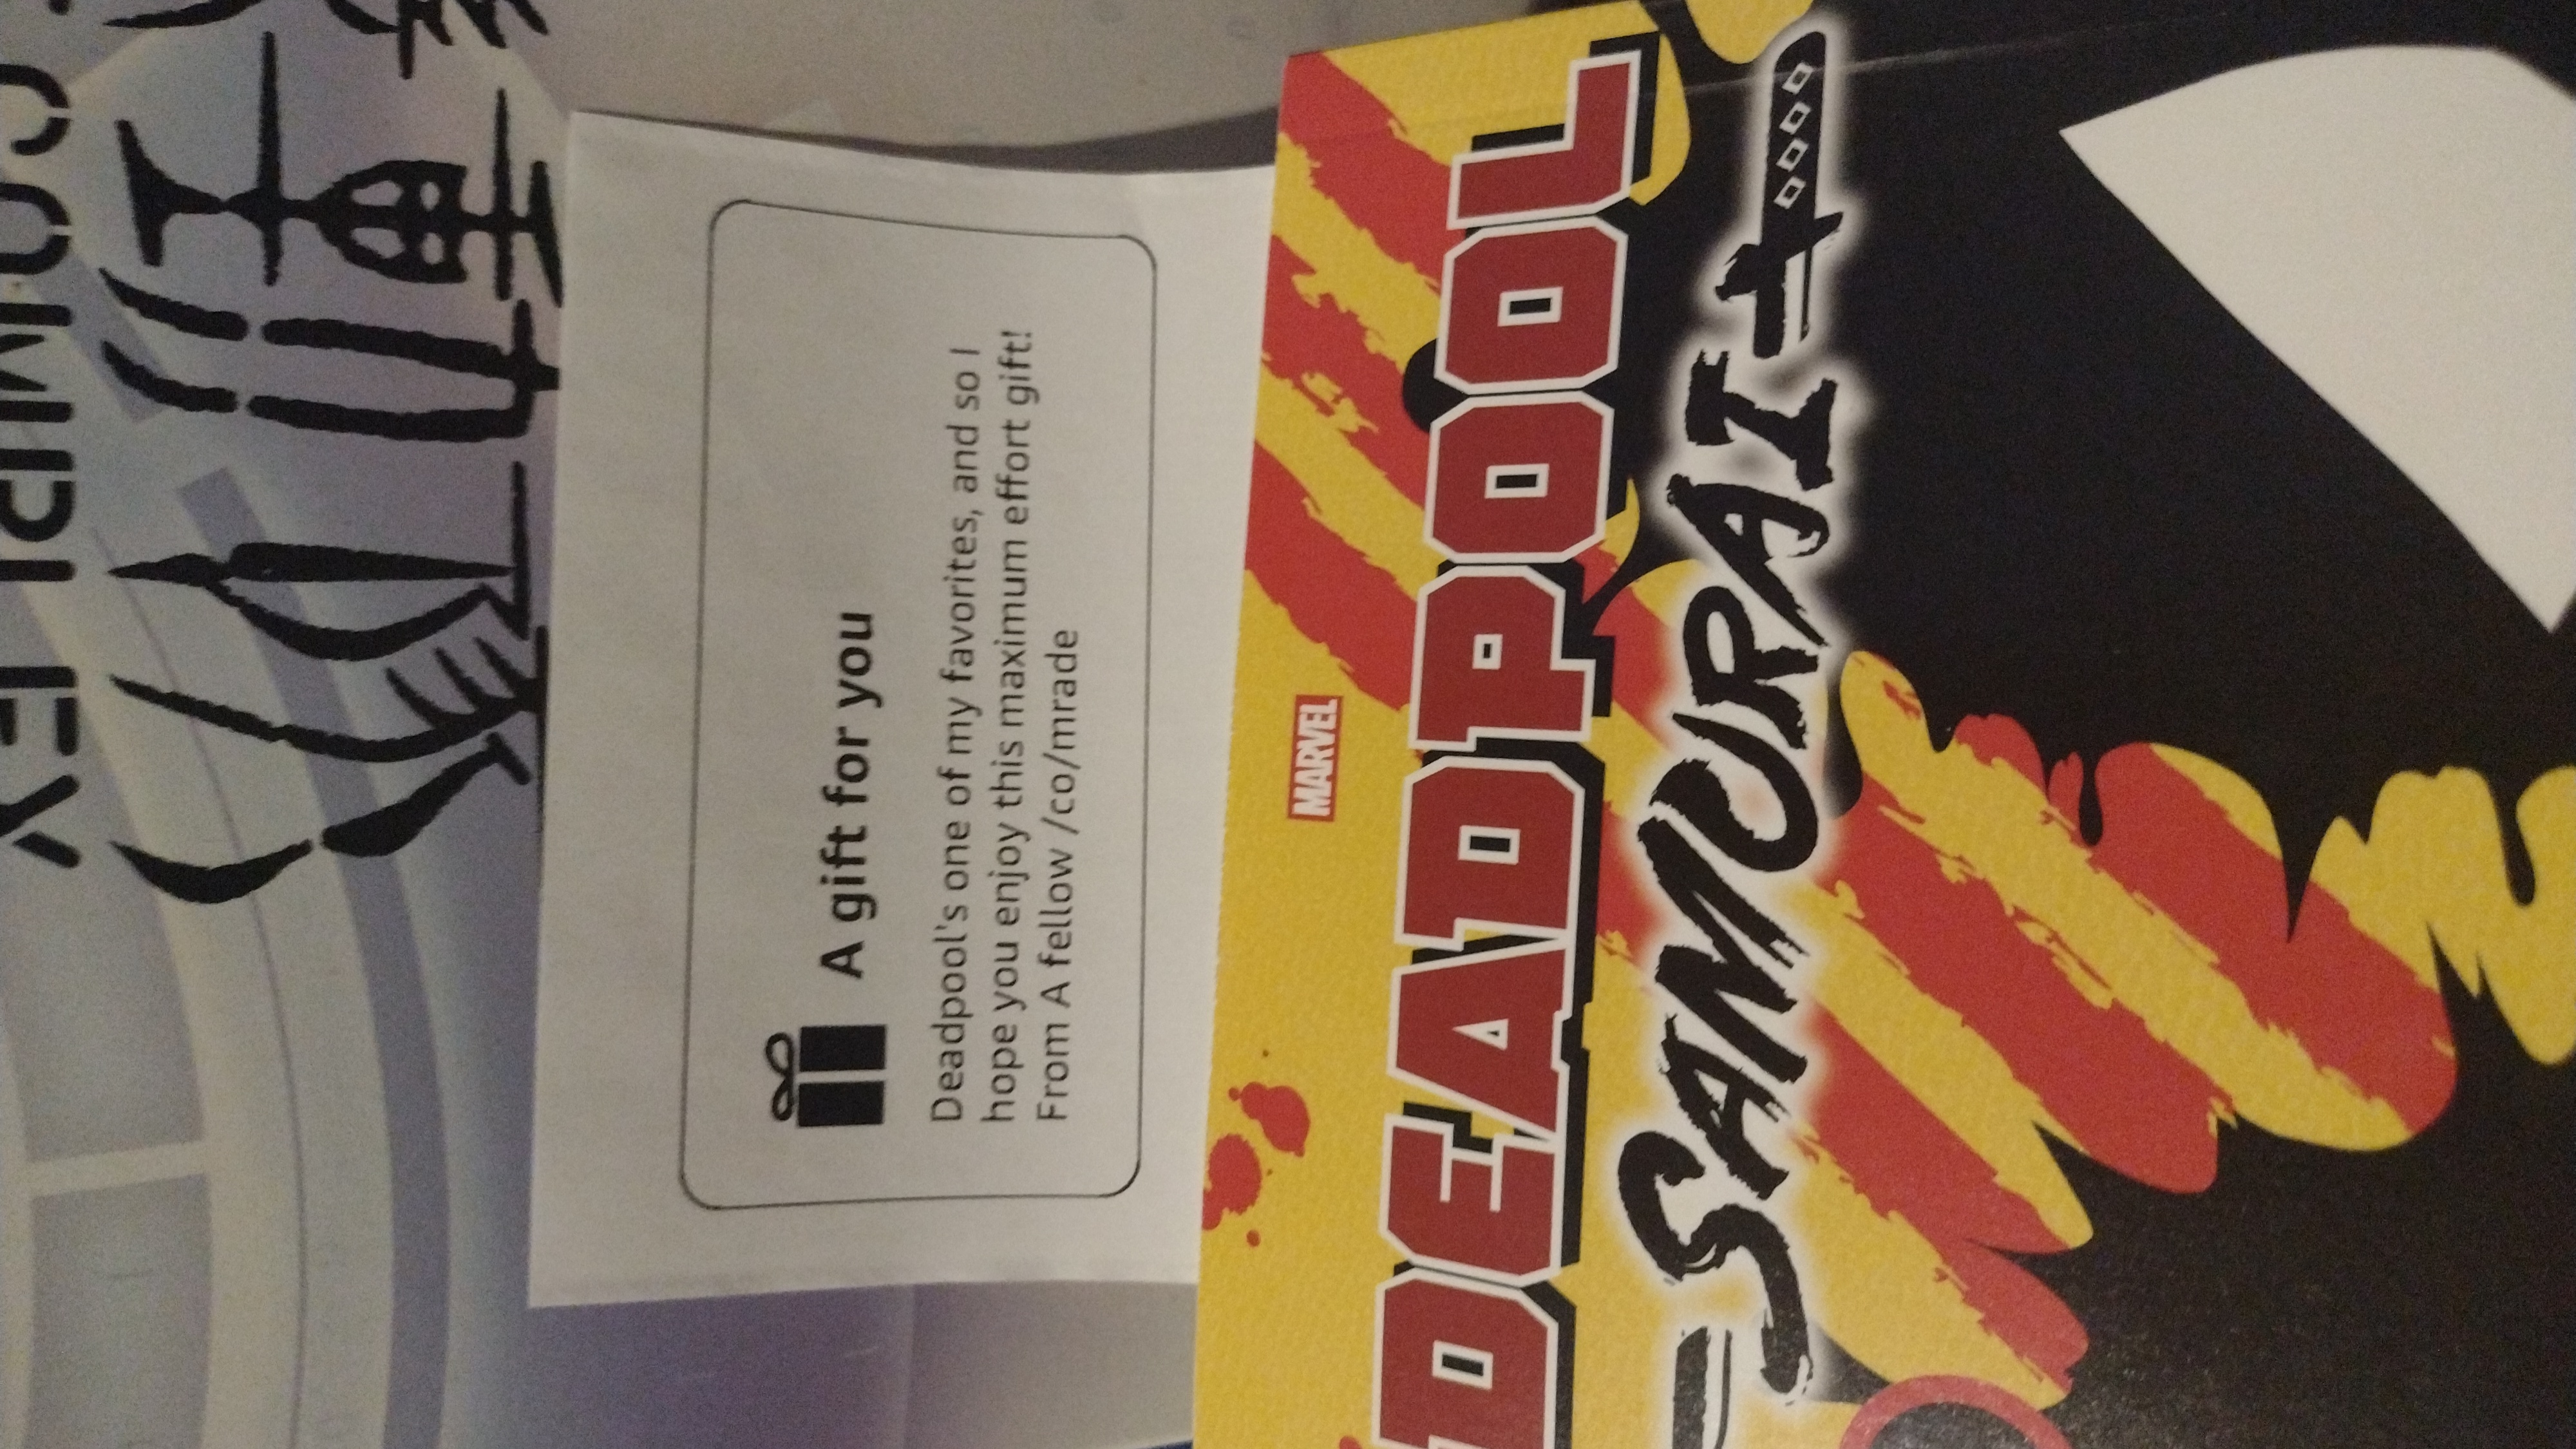 A gift for you
Deadpool's one of my favorites, and so I
hope you enjoy this maximum effort gift!
From A fellow /co/mrade
MARVEL
DEADPOOL
SAMURAI